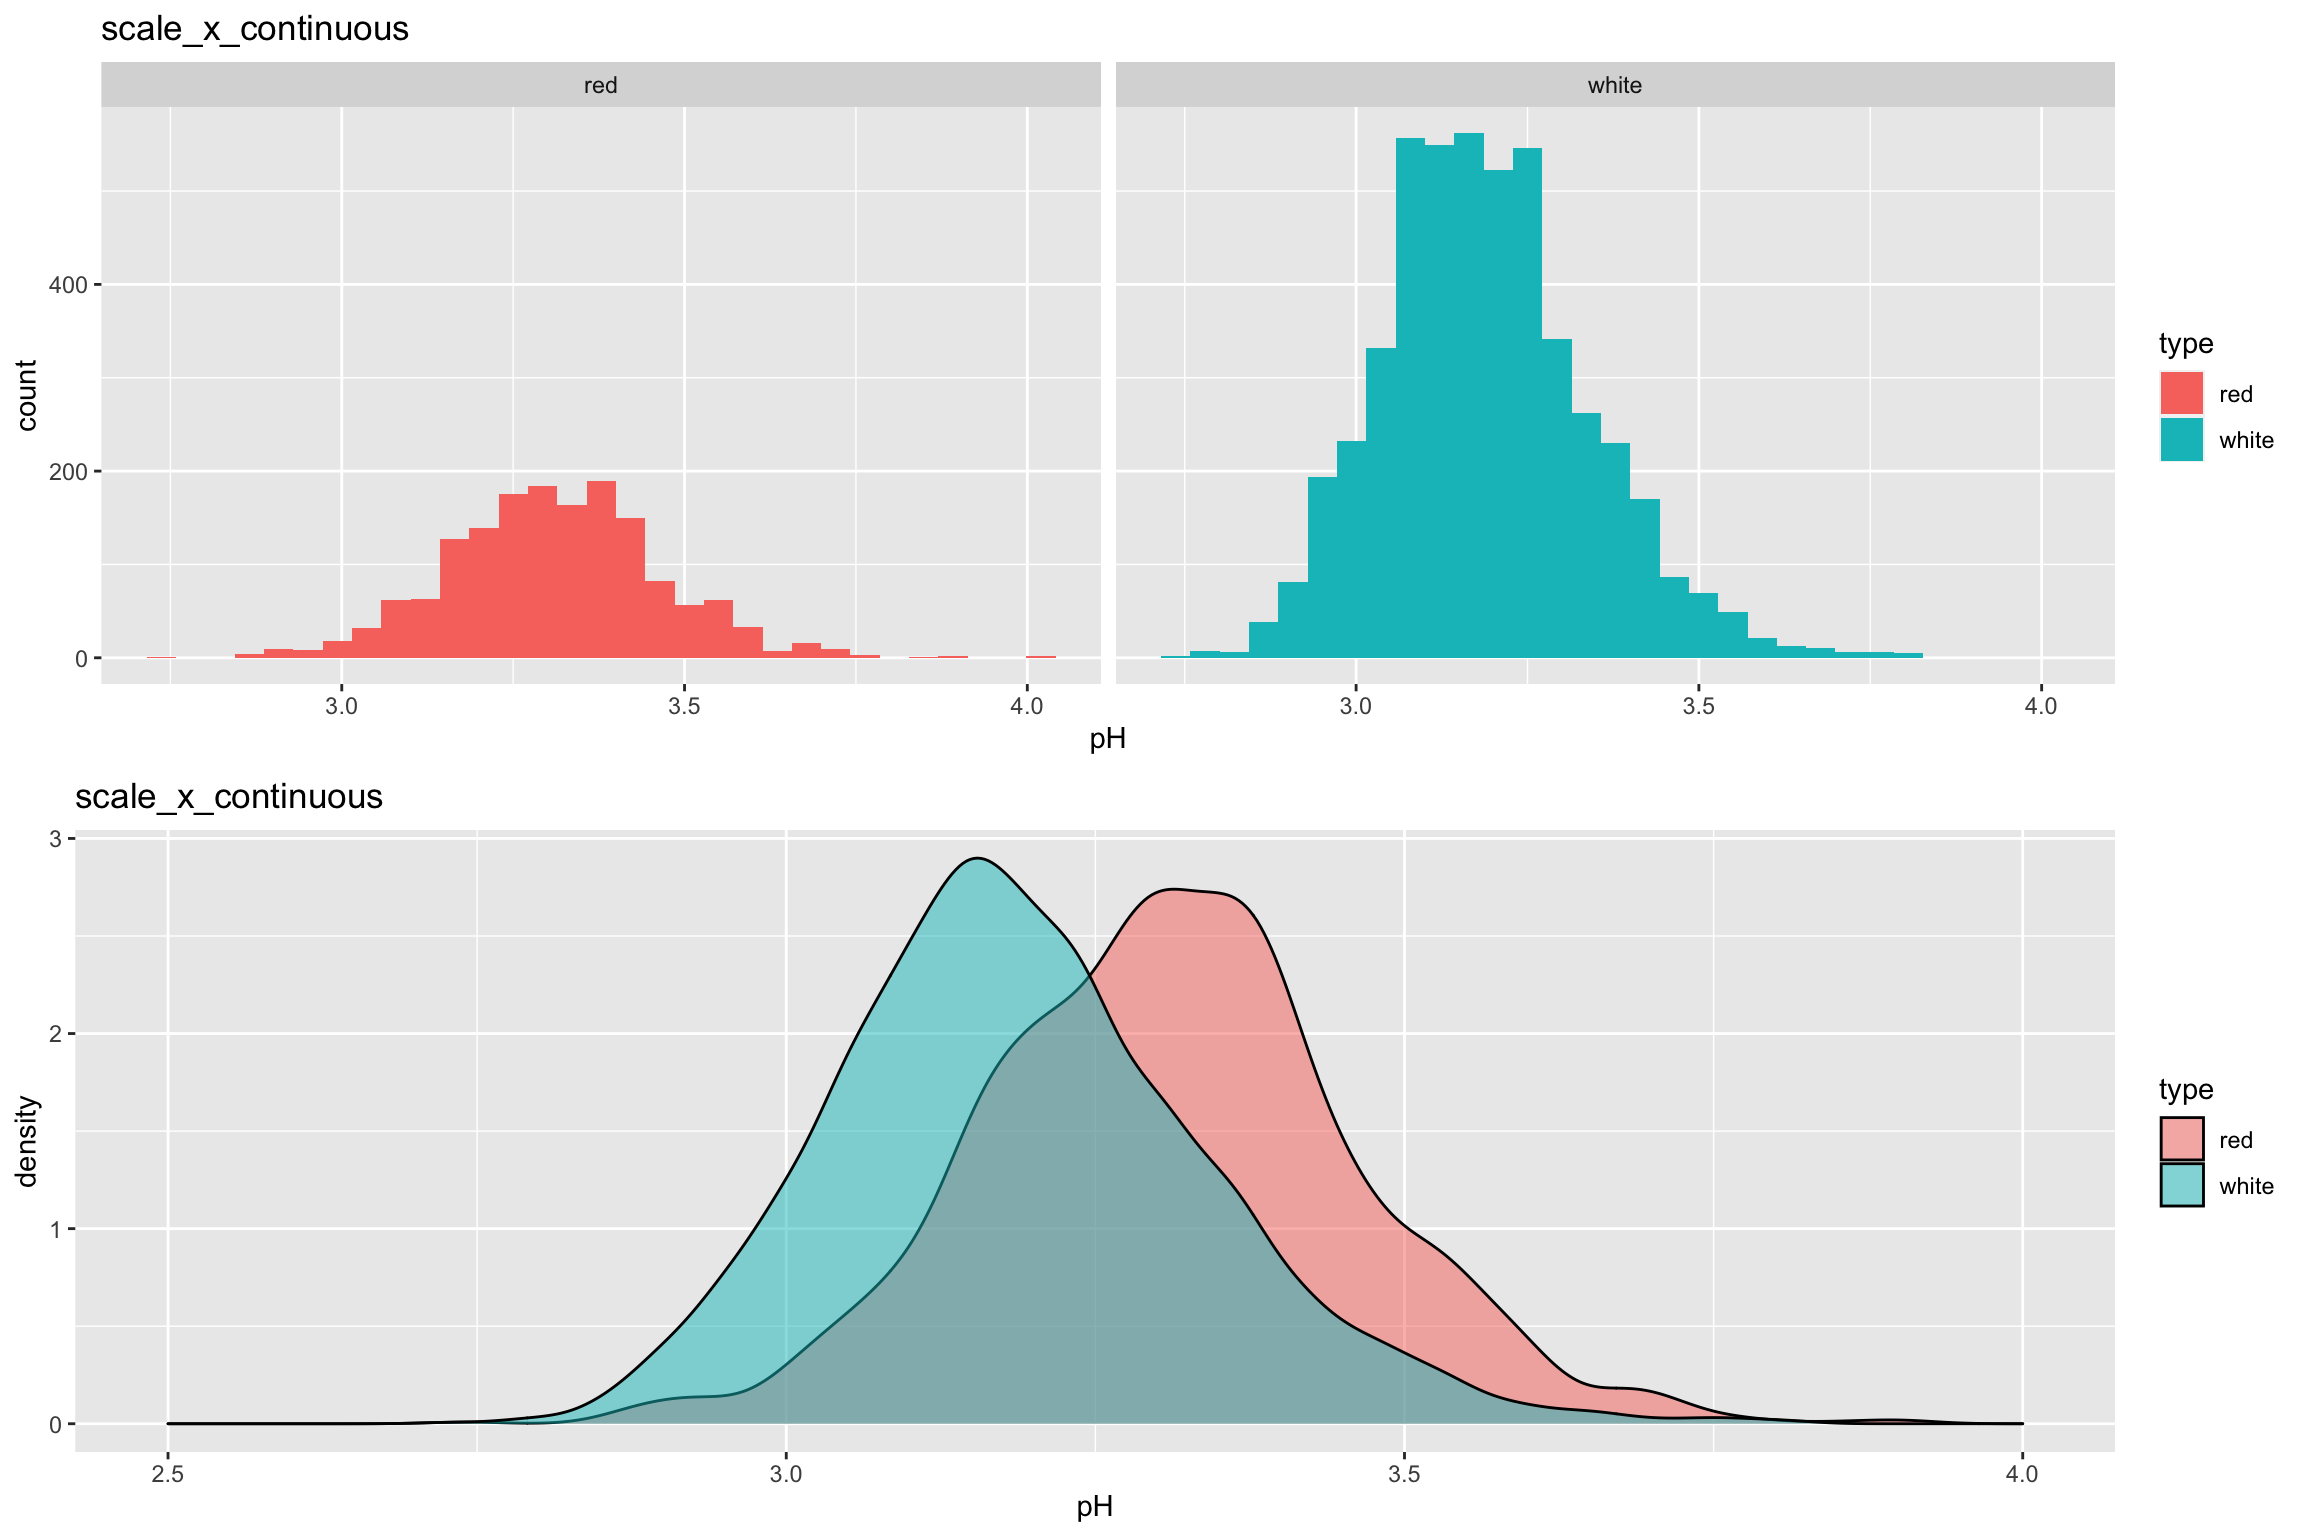 scale_x_continuous
red white
400
200
0
count
3.0 3.5 4.0 3.0 3.5 4.0
pH
type
red
white
scale_x_continuous
3
2
1
0
density
2.5 3.0 3.5 4.0
pH
type
red
white